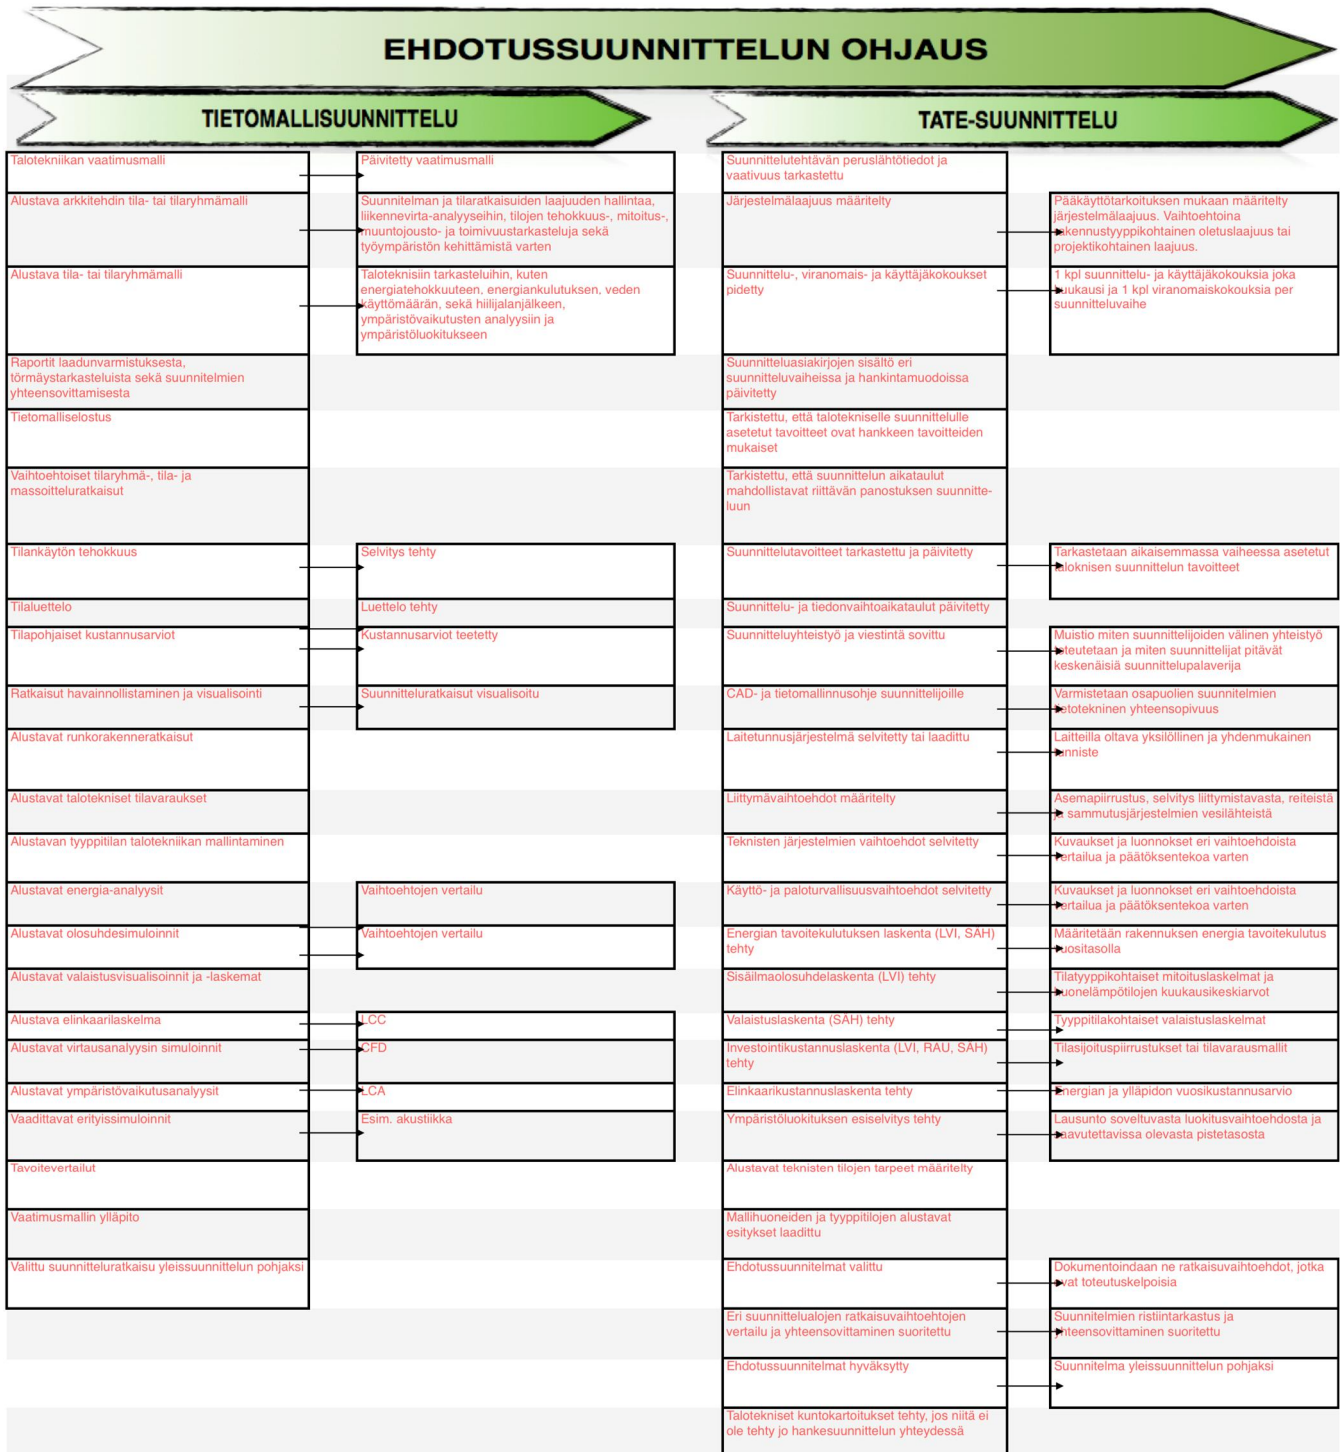 EHDOTUSSUUNNITTELUN OHJAUS
TIETOMALLISUUNNITTELU
Talotekniikan vaatimusmalli
Päivitetty vaatimusmalli
Alustava arkkitehdin tila- tai tilaryhmämalli
Suunnitelman ja tilaratkaisuiden laajuuden hallintaa,
liikennevirta-analyyseihin, tilojen tehokkuus-, mitoitus-,
muuntojousto- ja toimivuustarkasteluja sekä
työympäristön kehittämistä varten
Alustava tila- tai tilaryhmämalli
Taloteknisiin tarkasteluihin, kuten
energiatehokkuuteen, energiankulutuksen, veden
käyttömäärän, sekä hiilijalanjälkeen,
ympäristövaikutusten analyysiin ja
ympäristöluokitukseen
Raportit laadunvarmistuksesta,
törmäystarkasteluista sekä suunnitelmien
yhteensovittamisesta
Tietomalliselostus
Vaihtoehtoiset tilaryhmä-, tila- ja
massoitteluratkaisut
Tilankäytön tehokkuus
Selvitys tehty
Tilaluettelo
Luettelo tehty
Tilapohjaiset kustannusarviot
Kustannusarviot teetetty
Ratkaisut havainnollistaminen ja visualisointi
Suunnitteluratkaisut visualisoitu
Alustavat runkorakenneratkaisut
Alustavat talotekniset tilavaraukset
Alustavan tyyppitilan talotekniikan mallintaminen
Alustavat energia-analyysit
Vaihtoehtojen vertailu
Alustavat olosuhdesimuloinnit
Vaihtoehtojen vertailu
Alustavat valaistusvisualisoinnit ja -laskemat
Alustava elinkaarilaskelma
LCC
Alustavat virtausanalyysin simuloinnit
CFD
Alustavat ympäristövaikutusanalyysit
LCA
Vaadittavat erityissimuloinnit
Esim. akustiikka
Tavoitevertailut
Vaatimusmallin ylläpito
Valittu suunnitteluratkaisu yleissuunnittelun pohjaksi
TATE-SUUNNITTELU
Suunnittelutehtävän peruslähtötiedot ja
vaativuus tarkastettu
Järjestelmälaajuus määritelty
Pääkäyttötarkoituksen mukaan määritelty
järjestelmälaajuus. Vaihtoehtoina
rakennustyyppikohtainen oletuslaajuus tai
projektikohtainen laajuus.
Suunnittelu-, viranomais- ja käyttäjäkokoukset
pidetty
1 kpl suunnittelu- ja käyttäjäkokouksia joka
kuukausi ja 1 kpl viranomaiskokouksia per
suunnitteluvaihe
Suunnitteluasiakirjojen sisältö eri
suunnitteluvaiheissa ja hankintamuodoissa
päivitetty
Tarkistettu, että talotekniselle suunnittelulle
asetetut tavoitteet ovat hankkeen tavoitteiden
mukaiset
Tarkistettu, että suunnittelun aikataulut
mahdollistavat riittävän panostuksen suunnitte-
luun
Suunnittelutavoitteet tarkastettu ja päivitetty
Tarkastetaan aikaisemmassa vaiheessa asetetut
taloknisen suunnittelun tavoitteet
Suunnittelu- ja tiedonvaihtoaikataulut päivitetty
Suunnitteluyhteistyö ja viestintä sovittu
Muistio miten suunnittelijoiden välinen yhteistyö
toteutetaan ja miten suunnittelijat pitävät
keskenäisiä suunnittelupalaverija
CAD- ja tietomallinnusohje suunnittelijoille
Varmistetaan osapuolien suunnitelmien
tietotekninen yhteensopivuus
Laitetunnusjärjestelmä selvitetty tai laadittu
Laitteilla oltava yksilöllinen ja yhdenmukainen
tunniste
Liittymävaihtoehdot määritelty
Asemapiirrustus, selvitys liittymistavasta, reiteistä
ja sammutusjärjestelmien vesilähteistä
Teknisten järjestelmien vaihtoehdot selvitetty
Kuvaukset ja luonnokset eri vaihtoehdoista
vertailua ja päätöksentekoa varten
Käyttö- ja paloturvallisuusvaihtoehdot selvitetty
Kuvaukset ja luonnokset eri vaihtoehdoista
vertailua ja päätöksentekoa varten
Energian tavoitekulutuksen laskenta (LVI, SÄH)
tehty
Määritetään rakennuksen energia tavoitekulutus
vuositasolla
Sisäilmaolosuhdelaskenta (LVI) tehty
Tilatyyppikohtaiset mitoituslaskelmat ja
huonelämpötilojen kuukausikeskiarvot
Valaistuslaskenta (SÄH) tehty
Tyyppitilakohtaiset valaistuslaskelmat
Investointikustannuslaskenta (LVI, RAU, SÄH)
tehty
Tilasijoituspiirrustukset tai tilavarausmallit
Elinkaarikustannuslaskenta tehty
Energian ja ylläpidon vuosikustannusarvio
Ympäristöluokituksen esiselvitys tehty
Lausunto soveltuvasta luokitusvaihtoehdosta ja
saavutettavissa olevasta pistetasosta
Alustavat teknisten tilojen tarpeet määritelty
Mallihuoneiden ja tyyppitilojen alustavat
esitykset laadittu
Ehdotussuunnitelmat valittu
Dokumentoindaan ne ratkaisuvaihtoehdot, jotka
ovat toteutuskelpoisia
Eri suunnittelualojen ratkaisuvaihtoehtojen
vertailu ja yhteensovittaminen suoritettu
Suunnitelmien ristiintarkastus ja
yhteensovittaminen suoritettu
Ehdotussuunnitelmat hyväksytty
Suunnitelma yleissuunnittelun pohjaksi
Talotekniset kuntokartoitukset tehty, jos niitä ei
ole tehty jo hankesuunnittelun yhteydessä